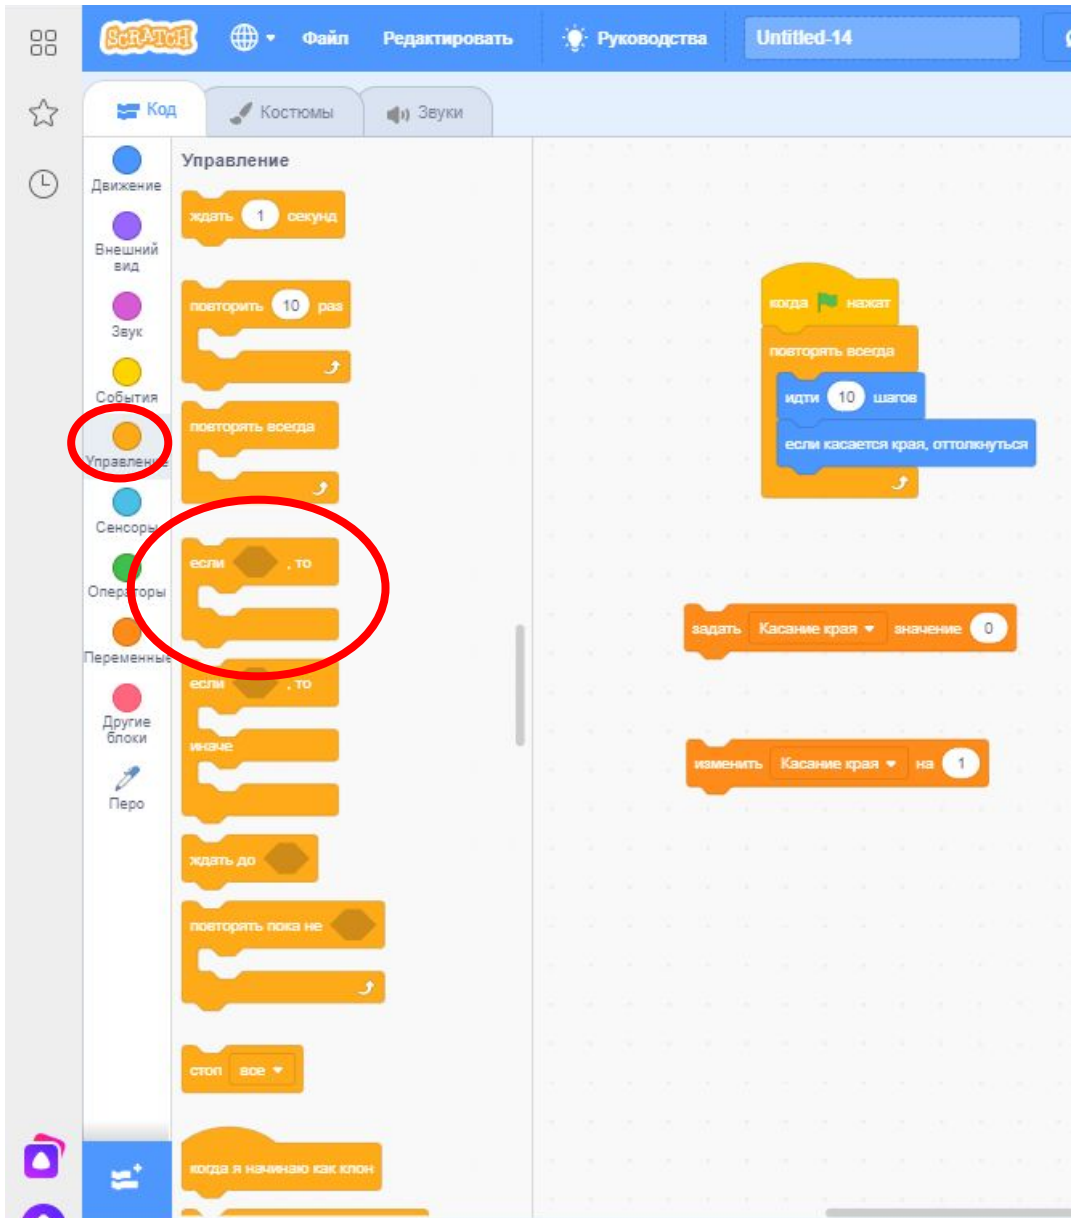 SCRATCH Файл Редактировать Руководства Untitled-14
Код Костюмы Звуки
Движение
Внешний
вид
Звук
События
Управление
Сенсоры
Операторы
Переменные
Другие
блоки
Перо
Управление
ждать 1 секунд
повторить 10 раз
повторять всегда
если , то
если , то
иначе
ждать до
повторять пока не
стоп все
когда я начинаю как клон
когда нажат
повторять всегда
идти 10 шагов
если касается края, оттолкнуться
задать Касание края значение 0
изменить Касание края на 1